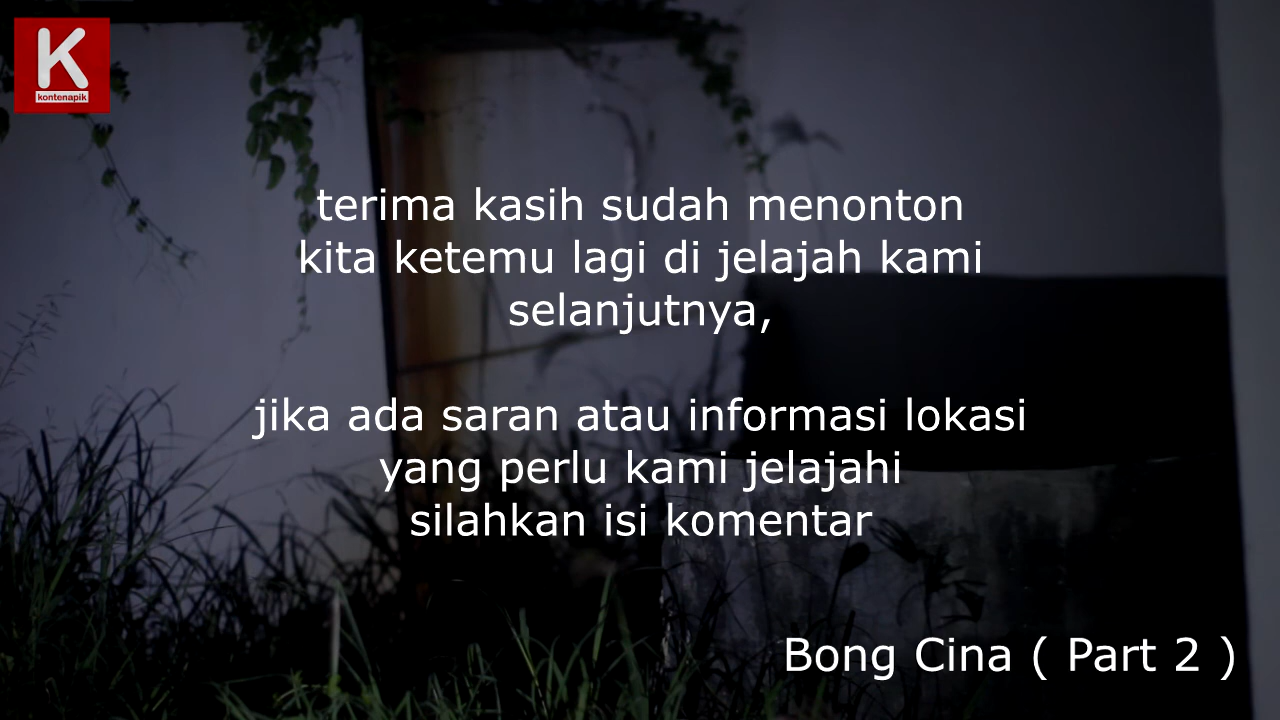 K
kontenapik
terima kasih sudah menonton
kita ketemu lagi di jelajah kami
selanjutnya,
jika ada saran atau informasi lokasi
yang perlu kami jelajahi
silahkan isi komentar
Bong Cina ( Part 2 )